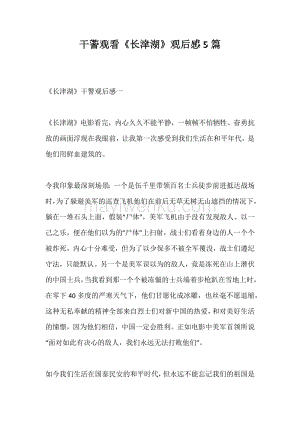 干警观看《长津湖》观后感5篇
《长津湖》干警观后感一
《长津湖》电影看完，内心久久不能平静，一帧帧不怕牺牲、奋勇抗
敌的画面浮现在我眼前，让我第一次感受到我们生活在和平年代，是
他们用鲜血建筑的。
令我印象最深刻场景：一个是伍千里带领百名士兵徒步前进抵达战场
时，为了躲避美军的巡查飞机他们在前后无草无树无山遮挡的情况下，
躺在一堆石头上面，假装"尸体"，美军飞机由于没有发现敌人，以一
己之乐，便在他们以为的"尸体"上扫射，战士们看着身边的人一个个
被炸死，内心十分难受，但为了以少保多不被全军覆没，战士们遵纪
守法，只能默认。另一个是美军误以为的敌人，竟是冻死在山上潜伏
的中国士兵，当我看到那一个个被冻僵的士兵端着步枪趴在雪地上时，
在零下40多度的严寒天气下，他们甘愿化成冰雕，也丝毫不愿退缩，
这种无私奉献的精神全部来自烈士们对新中国的热爱，和对美好生活
的憧憬，因为他们相信，中国一定会胜利。正如电影中美军首领所说
"面对如此有决心的敌人，我们永远无法打败他们"。
如今我们生活在国泰民安的和平时代，但永远不能忘记我们的祖国是